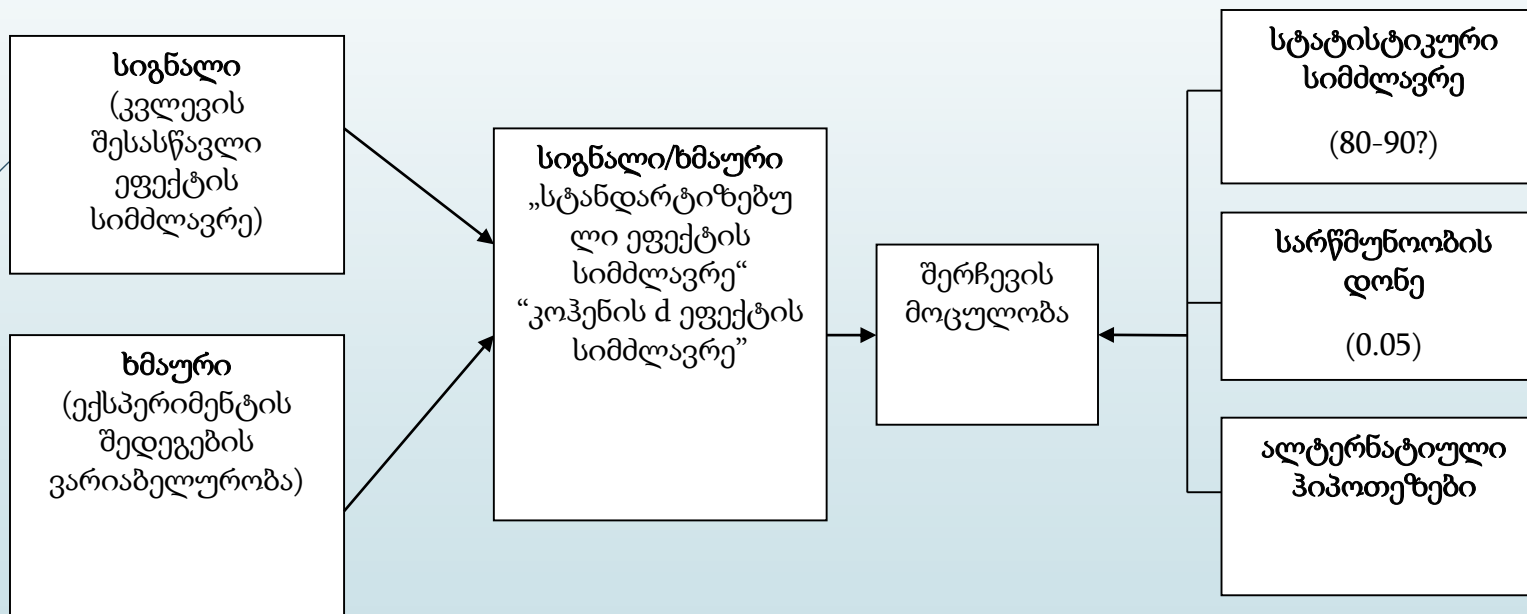 სიგნალი
(კვლევის
შესასწავლი
ეფექტის
სიმძლავრე)
ხმაური
(ექსპერიმენტის
შედეგების
ვარიაბელურობა)
სიგნალი/ხმაური
„სტანდარტიზებუ
ლი ეფექტის
სიმძლავრე“
“კოჰენის d ეფექტის
სიმძლავრე”
შერჩევის
მოცულობა
სტატისტიკური
სიმძლავრე
(80-90?)
სარწმუნოობის
დონე
(0.05)
ალტერნატიული
ჰიპოთეზები